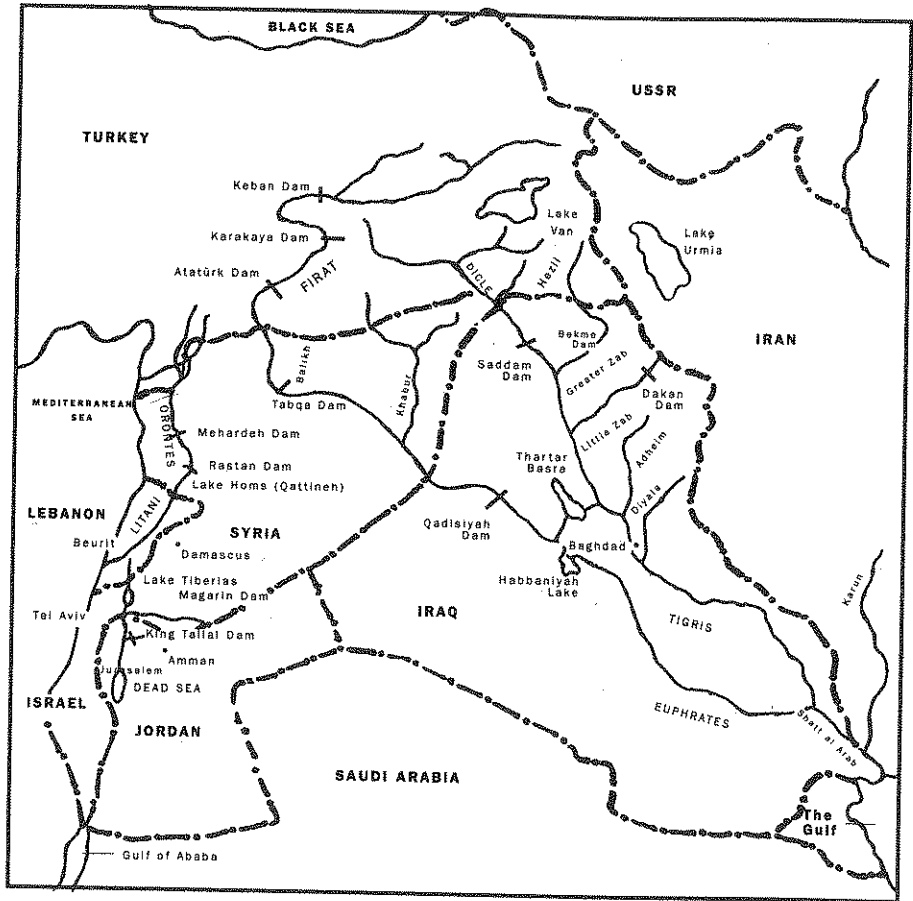 BLACK SEA
USSR
TURKEY
Keban Dam
Lake
Van
Karakaya Dam
Lake
Urmia
Atatürk Dam
FIRAT
DICLE
Hezil
IRAN
Bekme
Dam
Saddam
Dam
Greater Zab
Balikh
Khabur
Tabqa Dam
Dakan
Dam
MEDITERRANEAN
SEA
ORONTES
Mehardeh Dam
Little Zab
Adheim
Rastan Dam
Thartar
Basra
Lake Homs (Qattineh)
Diyala
LEBANON
LITANI
SYRIA
Qadisiyah
Dam
Beurit
Damascus
Baghdad
Lake Tiberias
Habbaniyah
Lake
Magarin Dam
Karun
Tel Aviv
IRAQ
TIGRIS
King Tallal Dam
Amman
Jurasalem
DEAD SEA
ISRAEL
EUPHRATES
JORDAN
Shatt al Arab
SAUDI ARABIA
The
Gulf
Gulf of Ababa